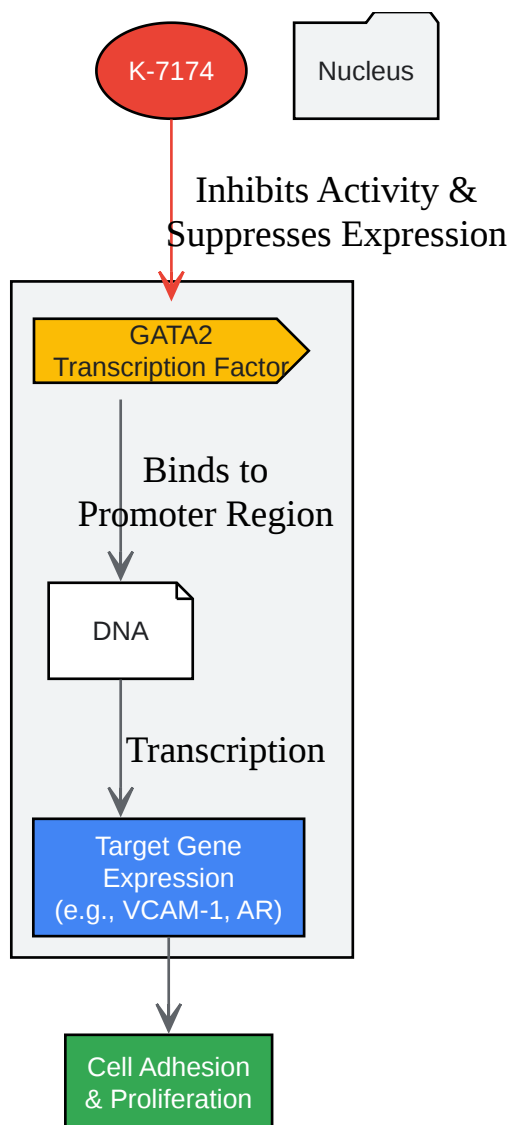 K-7174
Nucleus
Inhibits Activity &
Suppresses Expression
GATA2
Transcription Factor
Binds to
Promoter Region
DNA
Transcription
Target Gene
Expression
(e.g., VCAM-1, AR)
Cell Adhesion
& Proliferation